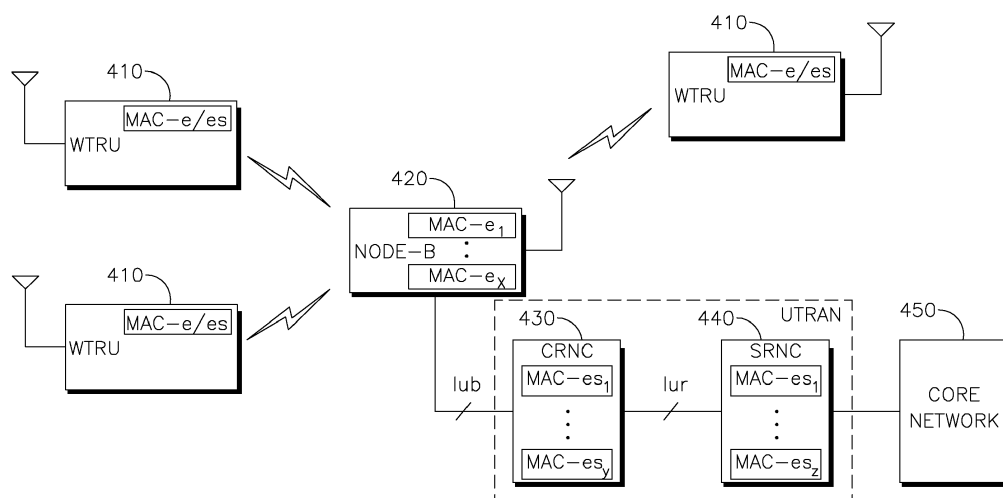 410
MAC-e/es
WTRU
410
MAC-e/es
WTRU
420
MAC-e1
NODE-B
MAC-ex
410
MAC-e/es
WTRU
UTRAN
430
CRNC
MAC-es1
MAC-esy
440
SRNC
MAC-es1
MAC-esz
450
CORE
NETWORK
Iub
Iur